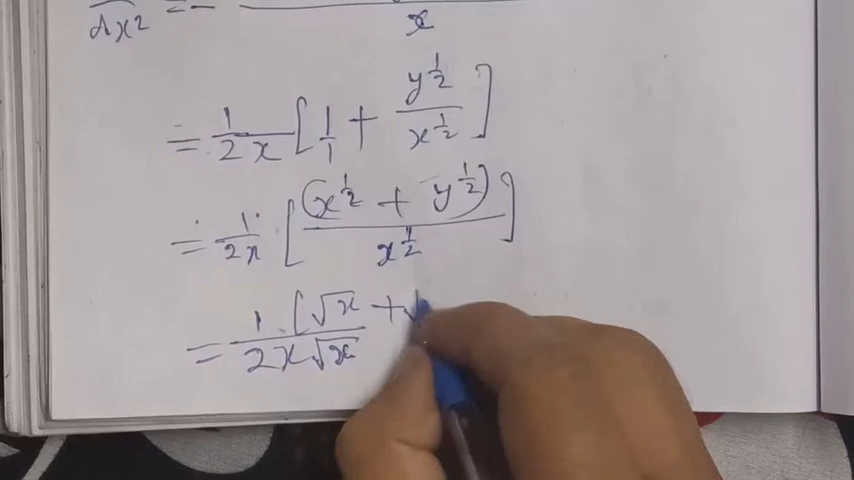 dx² = - x
= 1/2x [1/1 + y^1/2 / x^1/2]
= 1/2x [(x^1/2 + y^1/2) / x^1/2]
= 1/2x√x [√x + √